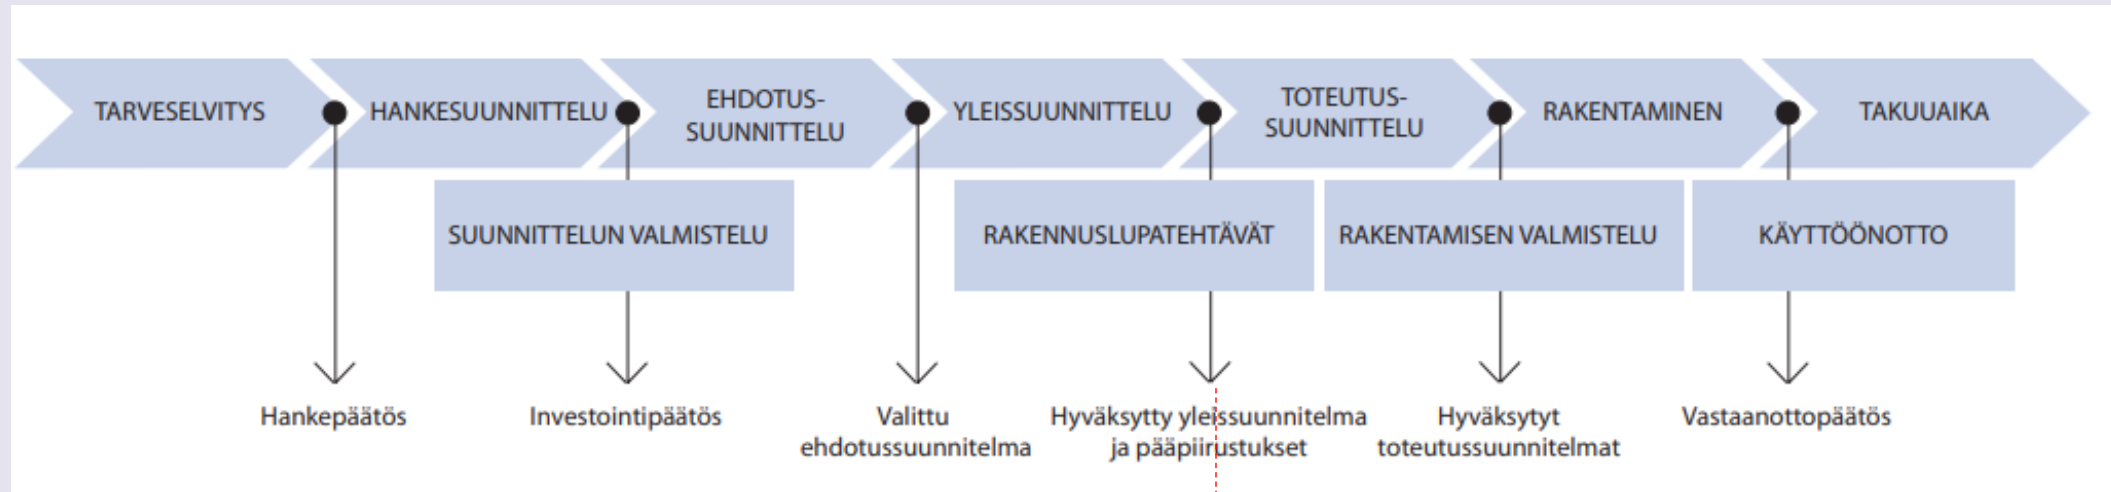 TARVESELVITYS
HANKESUUNNITTELU
EHDOTUS-
SUUNNITTELU
YLEISSUUNNITTELU
TOTEUTUS-
SUUNNITTELU
RAKENTAMINEN
TAKUUAIKA
SUUNNITTELUN VALMISTELU
RAKENNUSLUPATEHTÄVÄT
RAKENTAMISEN VALMISTELU
KÄYTTÖÖNOTTO
Hankepäätös
Investointipäätös
Valittu
ehdotussuunnitelma
Hyväksytty yleissuunnitelma
ja pääpiirustukset
Hyväksytyt
toteutussuunnitelmat
Vastaanottopäätös